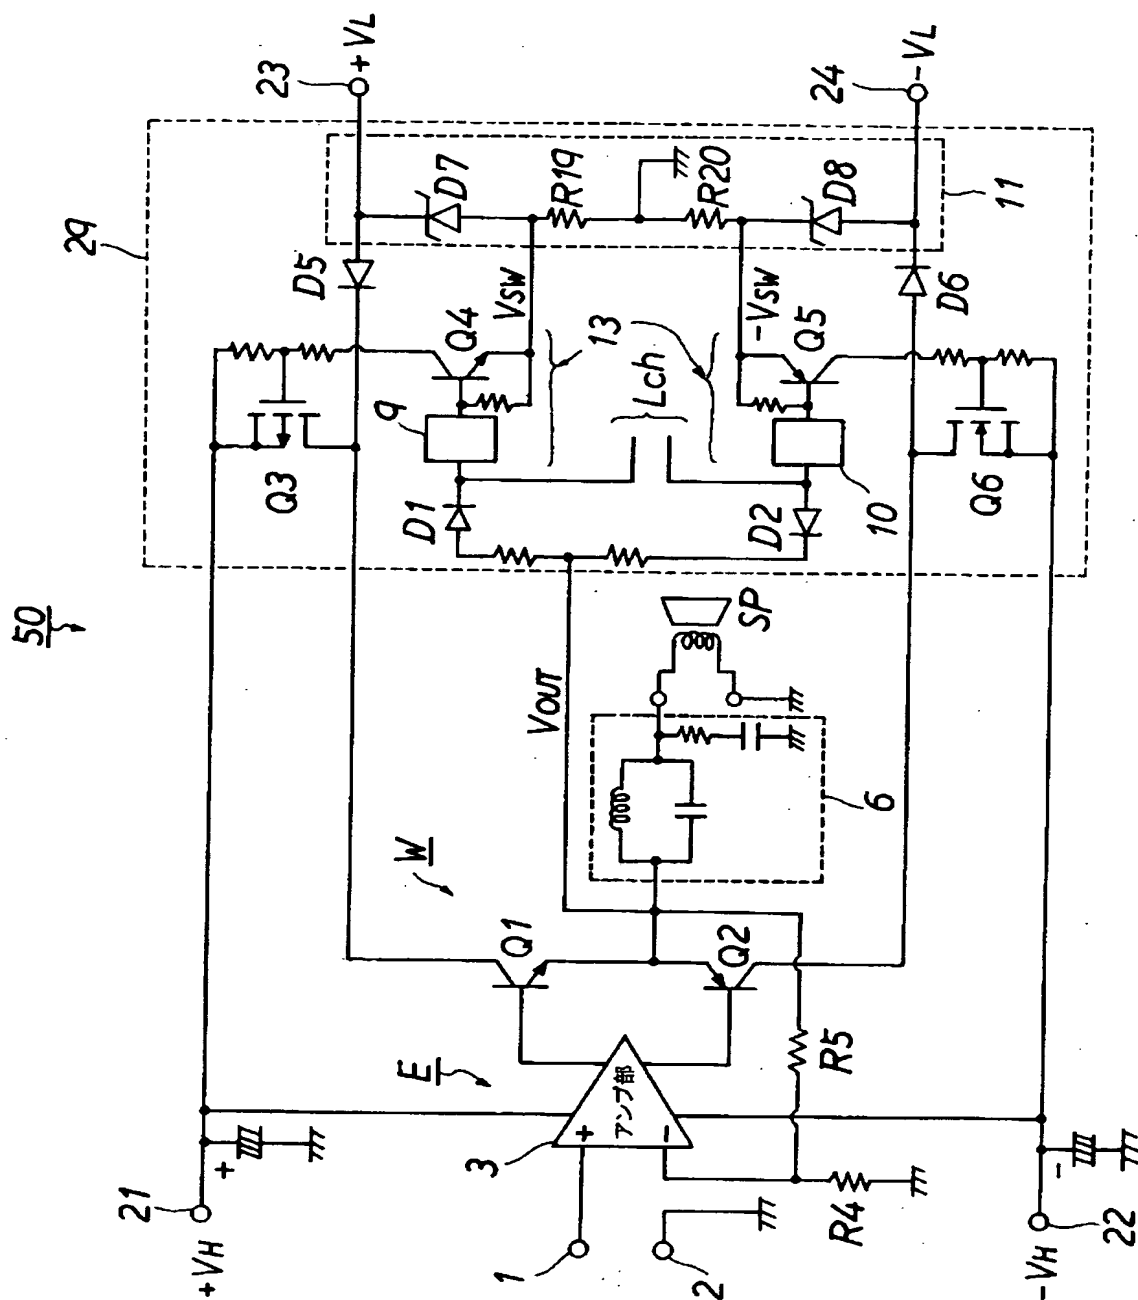 50
29
23
+VL
D5
D7
R19
R20
D8
11
24
-VL
D6
Q3
Q4
VSW
13
-VSW
Q5
9
Lch
10
Q6
D1
D2
VOUT
SP
6
W
Q1
Q2
E
3
アンプ部
+
-
R5
R4
21
+VH
+
1
2
-
22
-VH